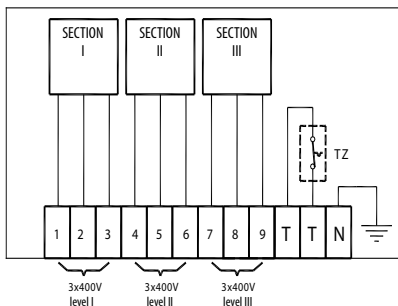 SECTION I
SECTION II
SECTION III
TZ
1 2 3 4 5 6 7 8 9 T T N
3x400V level I
3x400V level II
3x400V level III